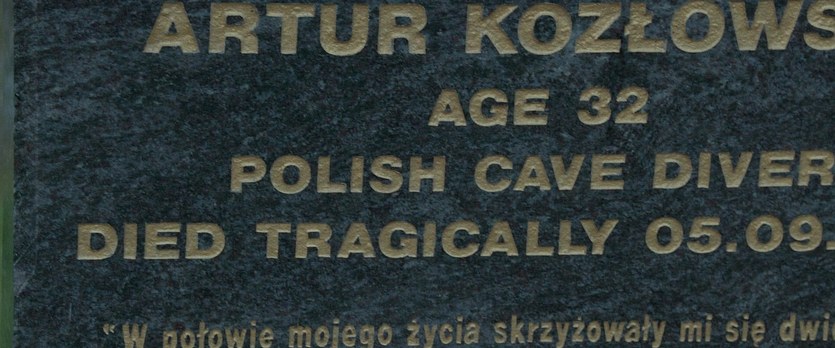 ARTUR KOZŁOWS
AGE 32
POLISH CAVE DIVER
DIED TRAGICALLY 05.09.
"W połowie mojego życia skrzyżowały mi się dwi